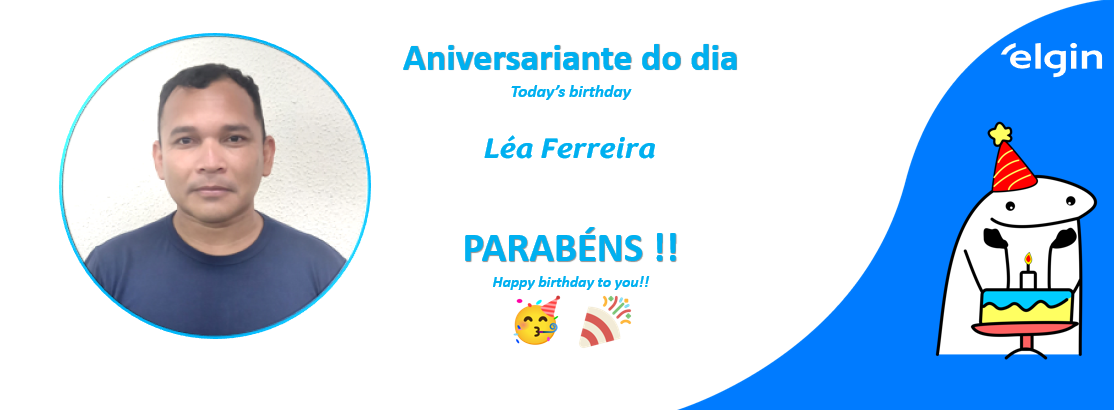 Aniversariante do dia
Today's birthday
Léa Ferreira
PARABÉNS !!
Happy birthday to you!!
elgin